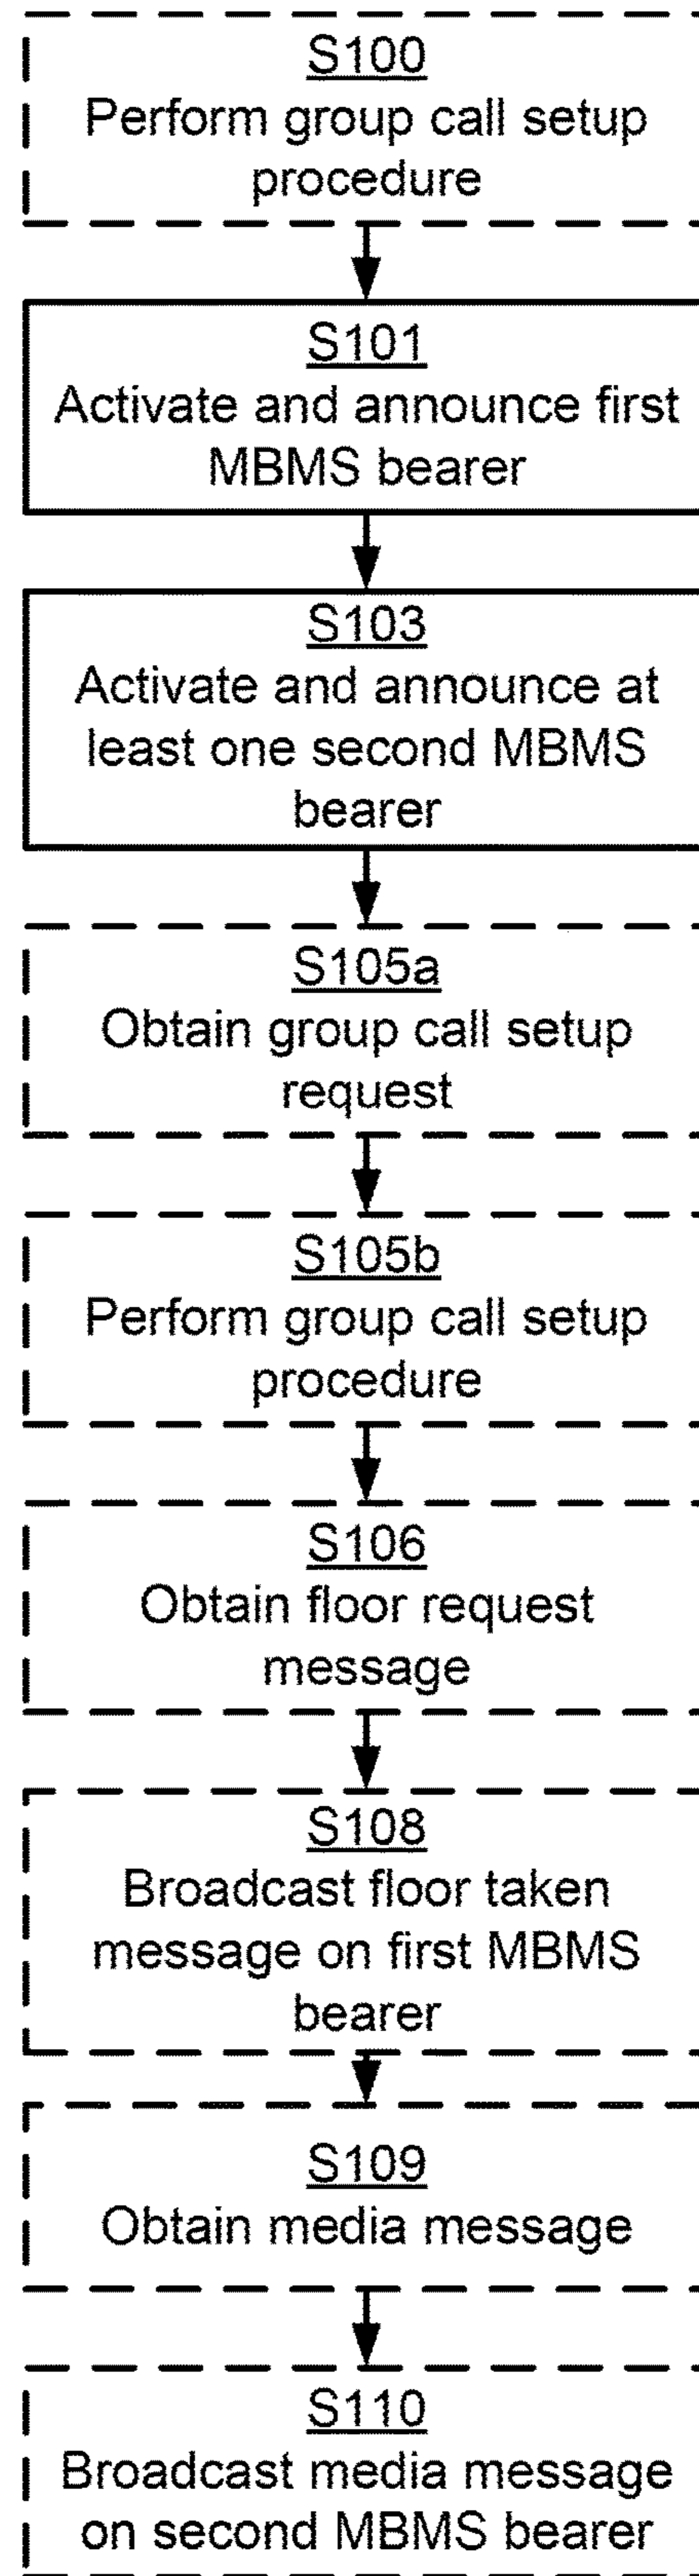 S100
Perform group call setup
procedure
S101
Activate and announce first
MBMS bearer
S103
Activate and announce at
least one second MBMS
bearer
S105a
Obtain group call setup
request
S105b
Perform group call setup
procedure
S106
Obtain floor request
message
S108
Broadcast floor taken
message on first MBMS
bearer
S109
Obtain media message
S110
Broadcast media message
on second MBMS bearer